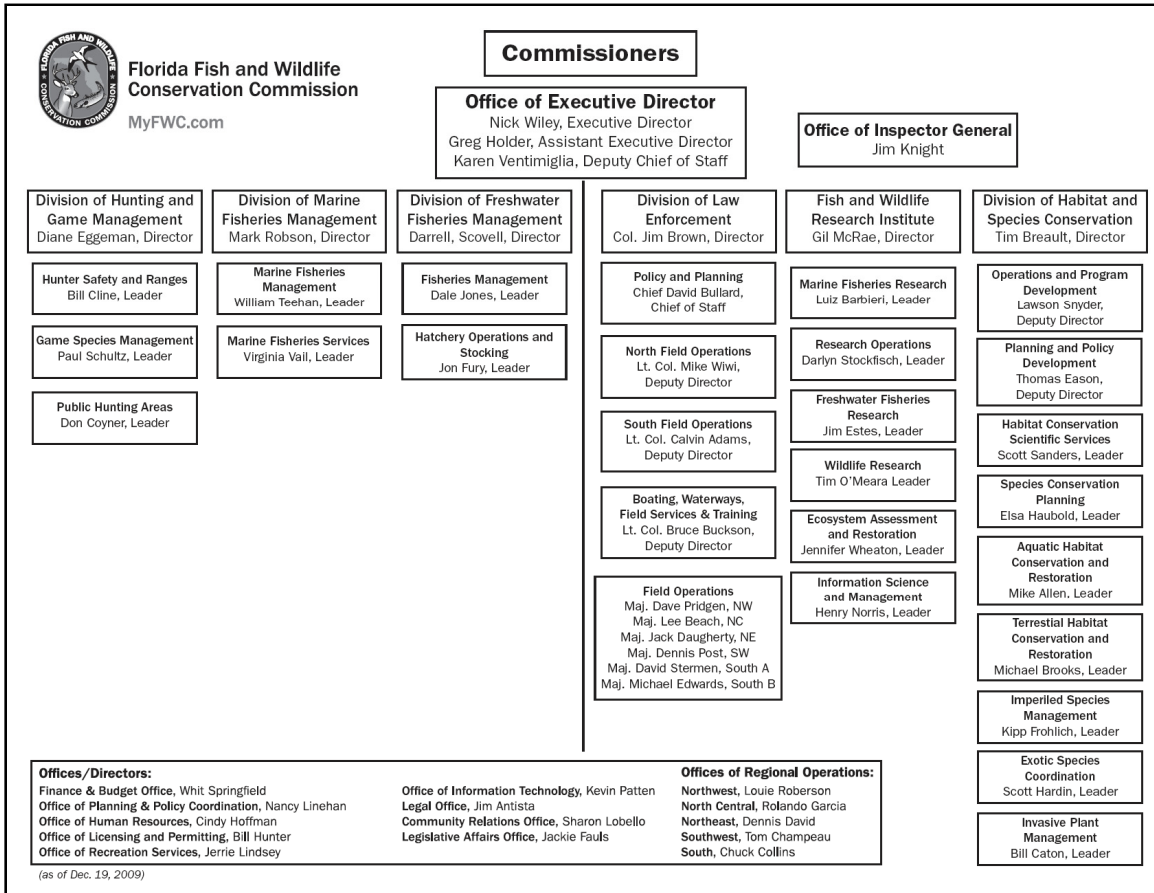 FLORIDA FISH AND WILDLIFE
CONSERVATION COMMISSION
Florida Fish and Wildlife
Conservation Commission
MyFWC.com
Commissioners
Office of Executive Director
Nick Wiley, Executive Director
Greg Holder, Assistant Executive Director
Karen Ventimiglia, Deputy Chief of Staff
Office of Inspector General
Jim Knight
Division of Hunting and
Game Management
Diane Eggeman, Director
Hunter Safety and Ranges
Bill Cline, Leader
Game Species Management
Paul Schultz, Leader
Public Hunting Areas
Don Coyner, Leader
Division of Marine
Fisheries Management
Mark Robson, Director
Marine Fisheries
Management
William Teehan, Leader
Marine Fisheries Services
Virginia Vail, Leader
Division of Freshwater
Fisheries Management
Darrell, Scovell, Director
Fisheries Management
Dale Jones, Leader
Hatchery Operations and
Stocking
Jon Fury, Leader
Division of Law
Enforcement
Col. Jim Brown, Director
Policy and Planning
Chief David Bullard,
Chief of Staff
North Field Operations
Lt. Col. Mike Wiwi,
Deputy Director
South Field Operations
Lt. Col. Calvin Adams,
Deputy Director
Boating, Waterways,
Field Services & Training
Lt. Col. Bruce Buckson,
Deputy Director
Field Operations
Maj. Dave Pridgen, NW
Maj. Lee Beach, NC
Maj. Jack Daugherty, NE
Maj. Dennis Post, SW
Maj. David Stermen, South A
Maj. Michael Edwards, South B
Fish and Wildlife
Research Institute
Gil McRae, Director
Marine Fisheries Research
Luiz Barbieri, Leader
Research Operations
Darlyn Stockfisch, Leader
Freshwater Fisheries
Research
Jim Estes, Leader
Wildlife Research
Tim O'Meara Leader
Ecosystem Assessment
and Restoration
Jennifer Wheaton, Leader
Information Science
and Management
Henry Norris, Leader
Division of Habitat and
Species Conservation
Tim Breault, Director
Operations and Program
Development
Lawson Snyder,
Deputy Director
Planning and Policy
Development
Thomas Eason,
Deputy Director
Habitat Conservation
Scientific Services
Scott Sanders, Leader
Species Conservation
Planning
Elsa Haubold, Leader
Aquatic Habitat
Conservation and
Restoration
Mike Allen, Leader
Terrestial Habitat
Conservation and
Restoration
Michael Brooks, Leader
Imperiled Species
Management
Kipp Frohlich, Leader
Exotic Species
Coordination
Scott Hardin, Leader
Invasive Plant
Management
Bill Caton, Leader
Offices/Directors:
Finance & Budget Office, Whit Springfield
Office of Planning & Policy Coordination, Nancy Linehan
Office of Human Resources, Cindy Hoffman
Office of Licensing and Permitting, Bill Hunter
Office of Recreation Services, Jerrie Lindsey
Office of Information Technology, Kevin Patten
Legal Office, Jim Antista
Community Relations Office, Sharon Lobello
Legislative Affairs Office, Jackie Fauls
Offices of Regional Operations:
Northwest, Louie Roberson
North Central, Rolando Garcia
Northeast, Dennis David
Southwest, Tom Champeau
South, Chuck Collins
(as of Dec. 19, 2009)